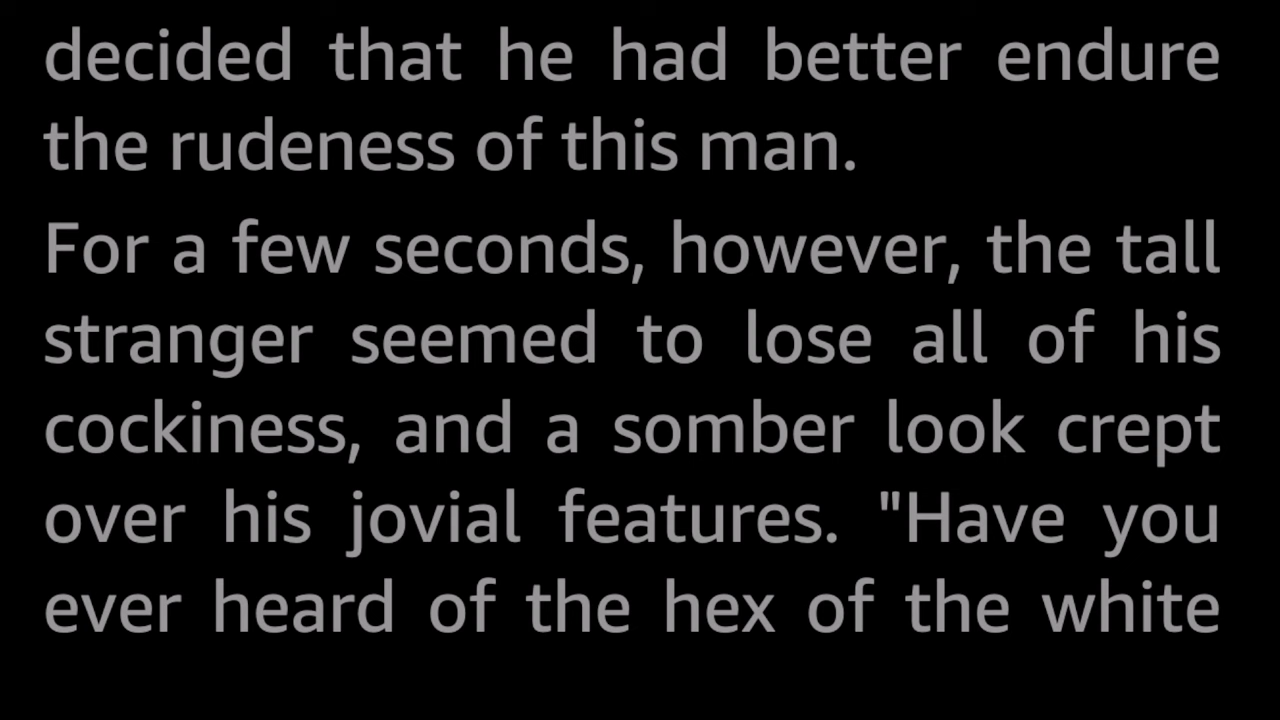 decided that he had better endure
the rudeness of this man.
For a few seconds, however, the tall
stranger seemed to lose all of his
cockiness, and a somber look crept
over his jovial features. "Have you
ever heard of the hex of the white